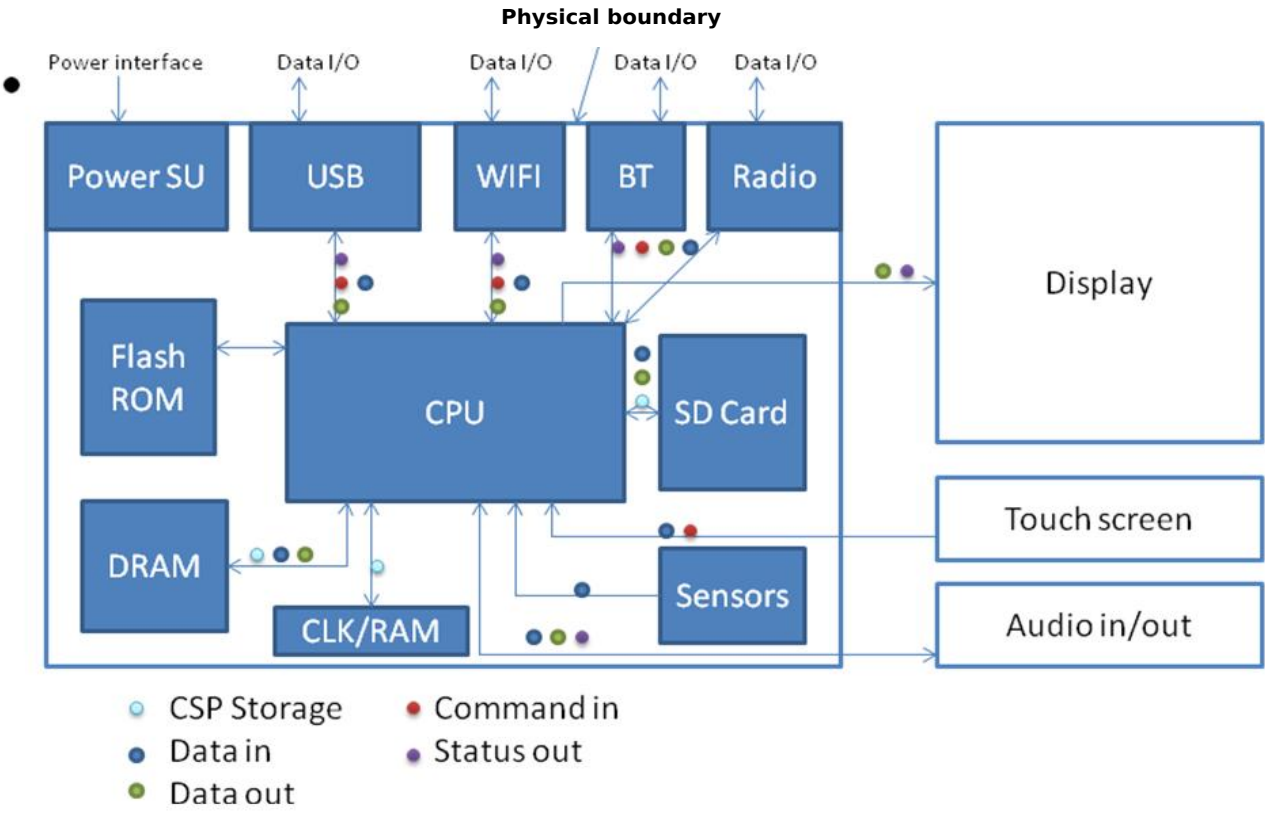 Physical boundary
Power interface
Data I/O
Data I/O
Data I/O
Data I/O
Power SU
USB
WIFI
BT
Radio
Display
Flash
ROM
CPU
SD Card
Touch screen
DRAM
Sensors
CLK/RAM
Audio in/out
CSP Storage
Command in
Data in
Status out
Data out